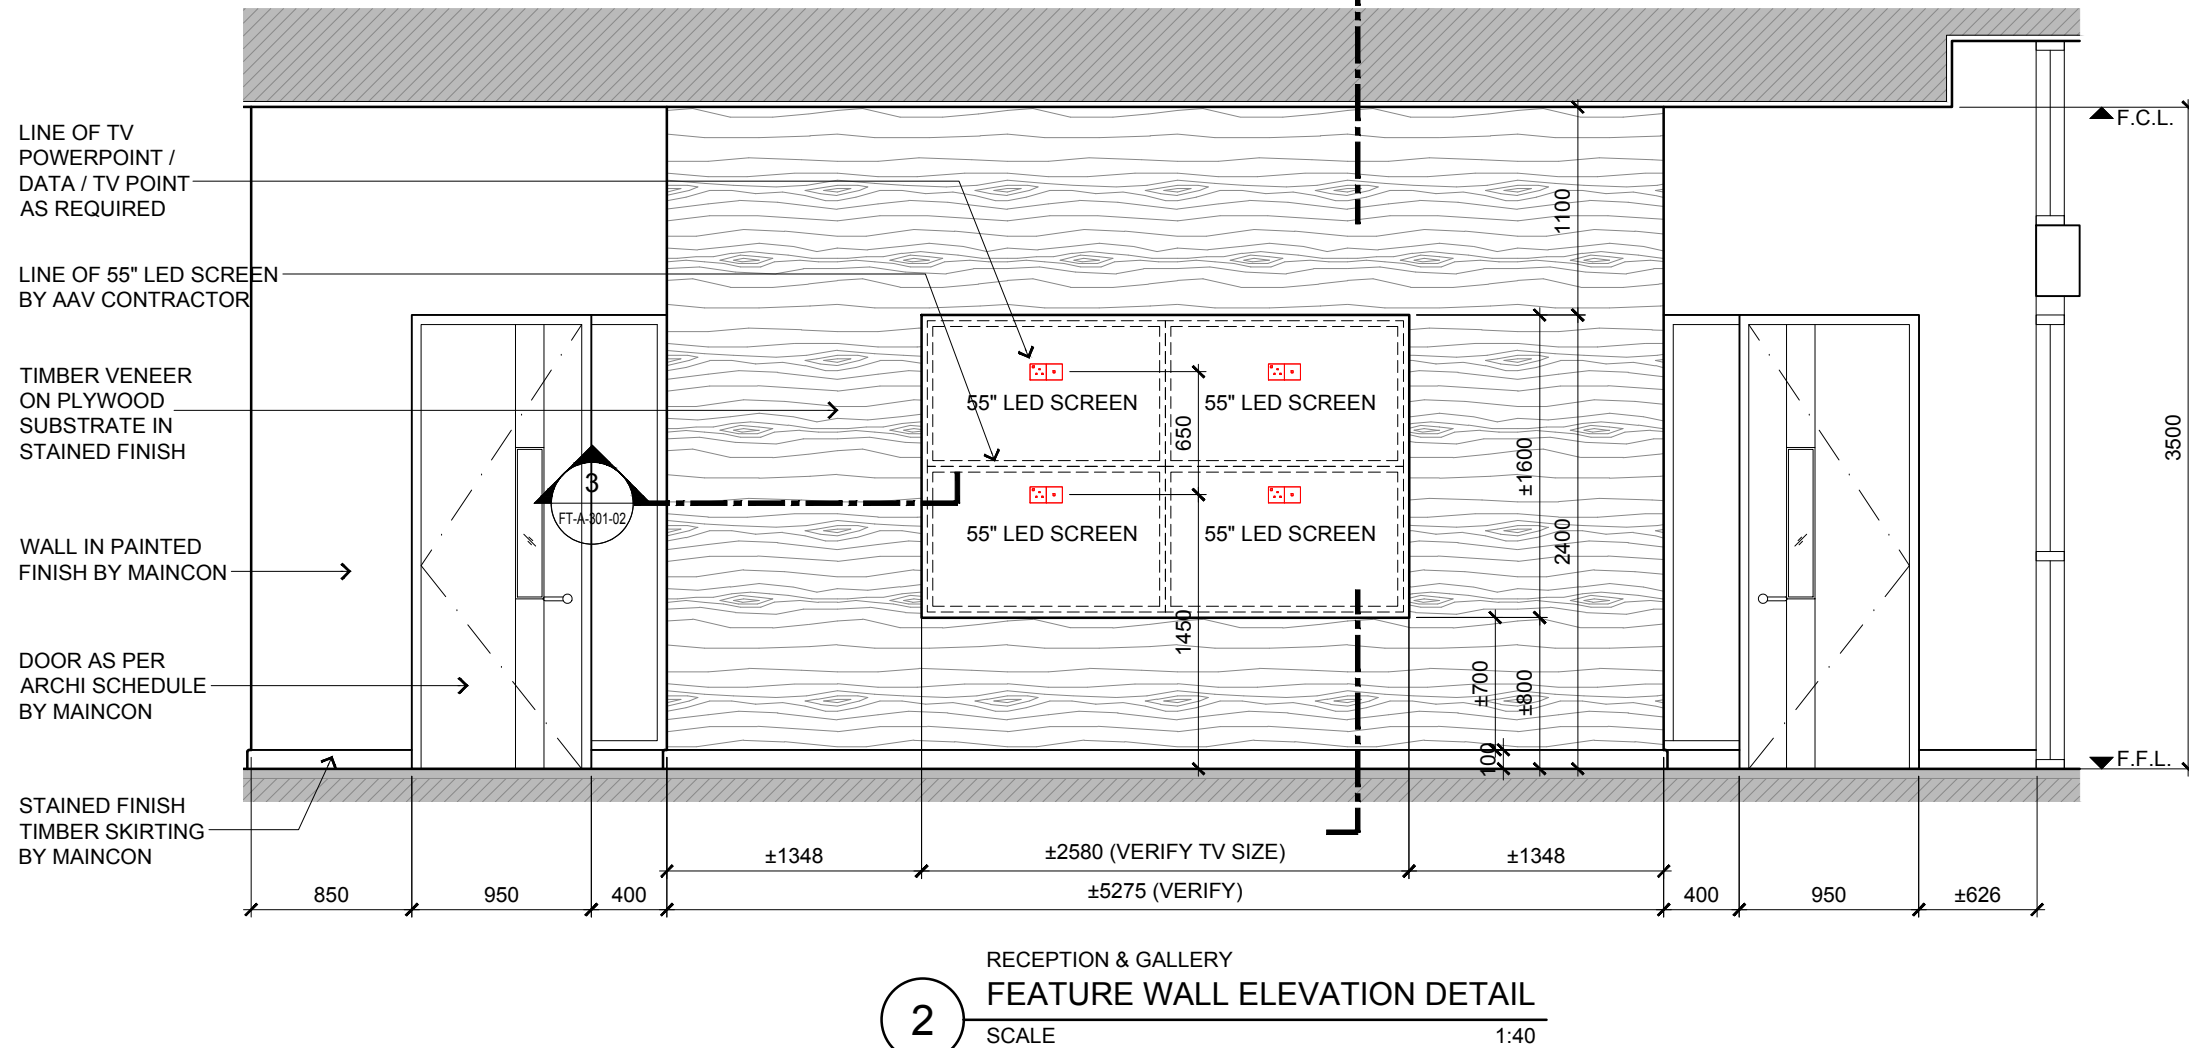 LINE OF TV
POWERPOINT /
DATA / TV POINT
AS REQUIRED
LINE OF 55" LED SCREEN
BY AAV CONTRACTOR
TIMBER VENEER
ON PLYWOOD
SUBSTRATE IN
STAINED FINISH
WALL IN PAINTED
FINISH BY MAINCON
DOOR AS PER
ARCHI SCHEDULE
BY MAINCON
STAINED FINISH
TIMBER SKIRTING
BY MAINCON
3
FT-A-301-02
55" LED SCREEN
55" LED SCREEN
55" LED SCREEN
55" LED SCREEN
650
1450
1100
±1600
2400
±700
±800
100
F.C.L.
3500
F.F.L.
±1348
±2580 (VERIFY TV SIZE)
±1348
850
950
400
±5275 (VERIFY)
400
950
±626
RECEPTION & GALLERY
2
FEATURE WALL ELEVATION DETAIL
SCALE
1:40